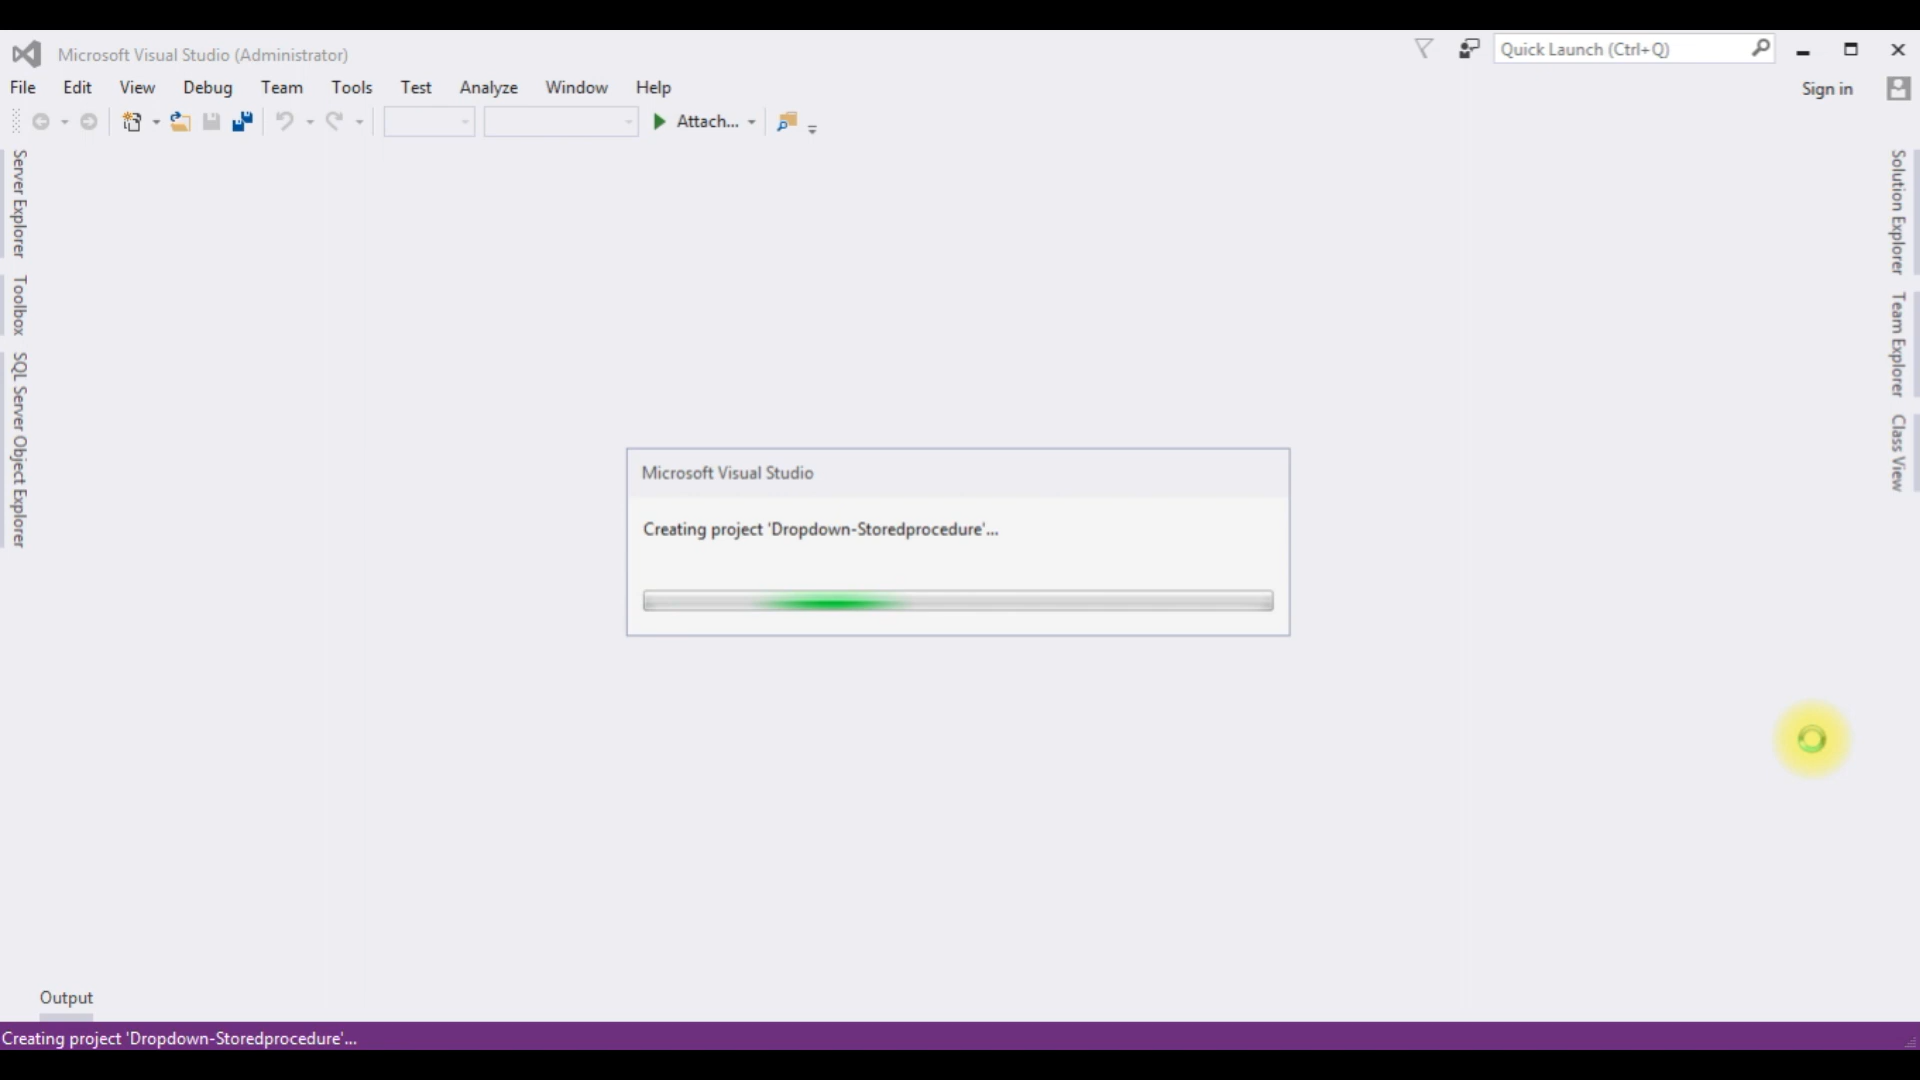 Microsoft Visual Studio (Administrator)
Quick Launch (Ctrl+Q)
File Edit View Debug Team Tools Test Analyze Window Help
Sign in
Attach...
Server Explorer
Toolbox
SQL Server Object Explorer
Solution Explorer
Team Explorer
Class View
Microsoft Visual Studio
Creating project 'Dropdown-Storedprocedure'...
Output
Creating project 'Dropdown-Storedprocedure'...